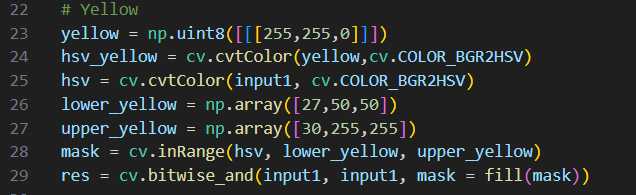 22 # Yellow
23 yellow = np.uint8([[[255,255,0]]])
24 hsv_yellow = cv.cvtColor(yellow,cv.COLOR_BGR2HSV)
25 hsv = cv.cvtColor(input1, cv.COLOR_BGR2HSV)
26 lower_yellow = np.array([27,50,50])
27 upper_yellow = np.array([30,255,255])
28 mask = cv.inRange(hsv, lower_yellow, upper_yellow)
29 res = cv.bitwise_and(input1, input1, mask = fill(mask))